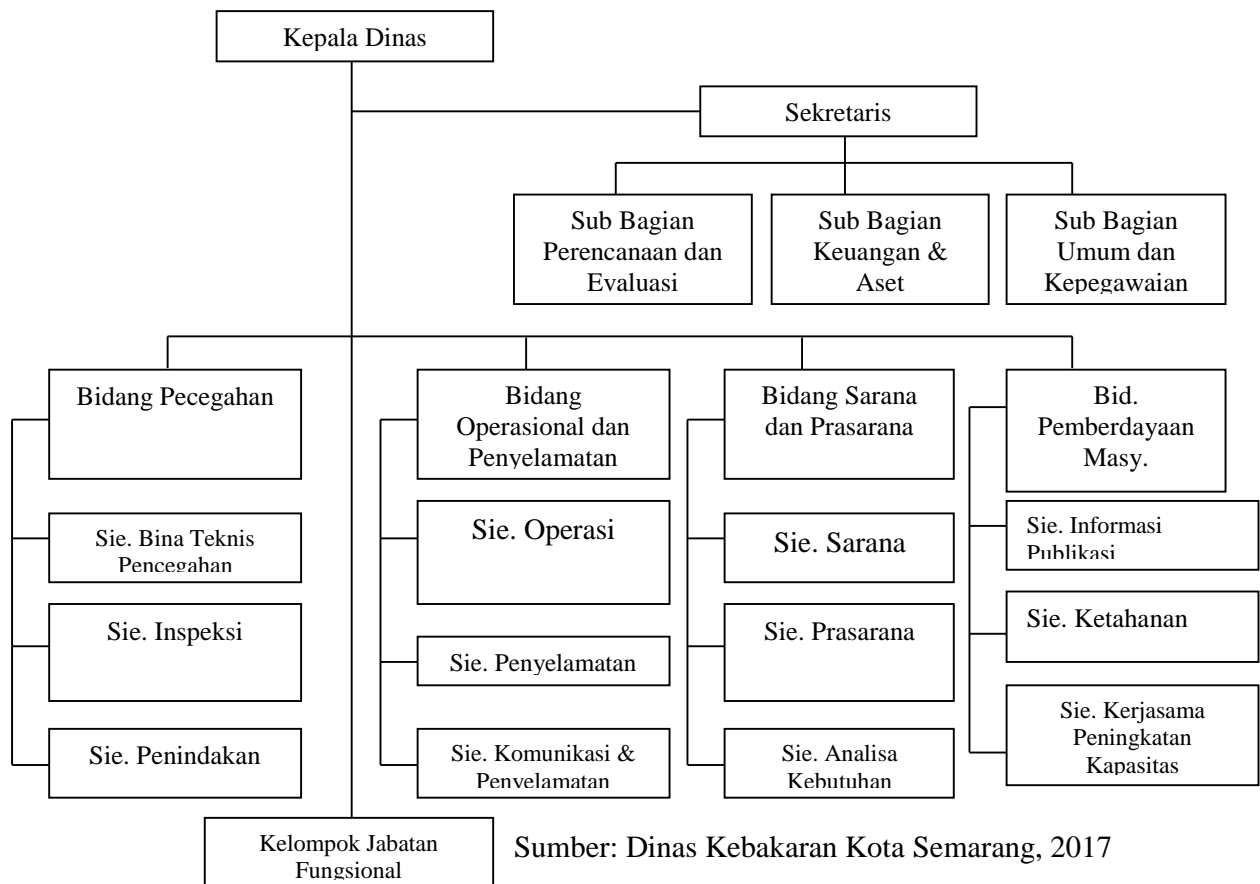 Kepala Dinas
Sekretaris
Sub Bagian
Perencanaan dan
Evaluasi
Sub Bagian
Keuangan &
Aset
Sub Bagian
Umum dan
Kepegawaian
Bidang Pecegahan
Bidang
Operasional dan
Penyelamatan
Bidang Sarana
dan Prasarana
Bid.
Pemberdayaan
Masy.
Sie. Bina Teknis
Pencegahan
Sie. Operasi
Sie. Sarana
Sie. Informasi
Publikasi
Sie. Inspeksi
Sie. Penyelamatan
Sie. Prasarana
Sie. Ketahanan
Sie. Penindakan
Sie. Komunikasi &
Penyelamatan
Sie. Analisa
Kebutuhan
Sie. Kerjasama
Peningkatan
Kapasitas
Kelompok Jabatan
Fungsional
Sumber: Dinas Kebakaran Kota Semarang, 2017